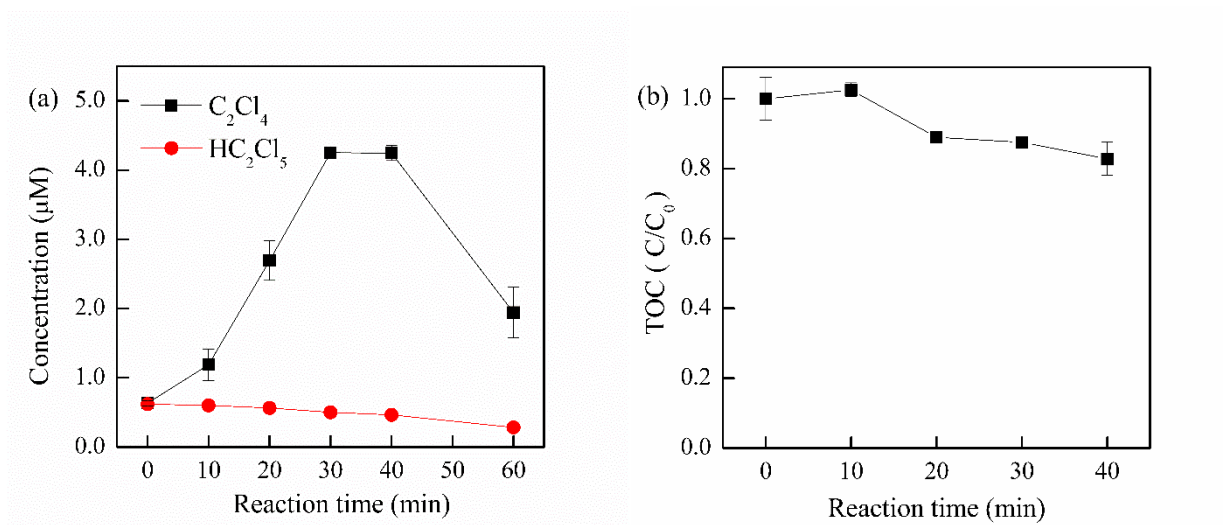 (a)
C₂Cl₄
HC₂Cl₅
5.0
4.0
3.0
2.0
1.0
0.0
Concentration (μM)
0 10 20 30 40 50 60
Reaction time (min)
(b)
1.0
0.8
0.6
0.4
0.2
0.0
TOC ( C/C₀)
0 10 20 30 40
Reaction time (min)